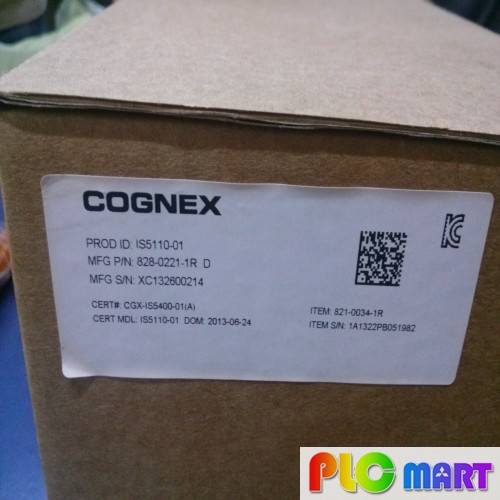 COGNEX
PROD ID: IS5110-01
MFG P/N: 828-0221-1R D
MFG S/N: XC132600214
CERT#: CGX-IS5400-01(A)
CERT MDL: IS5110-01 DOM: 2013-06-24
ITEM: 821-0034-1R
ITEM S/N: 1A1322PB051982
PLC MART